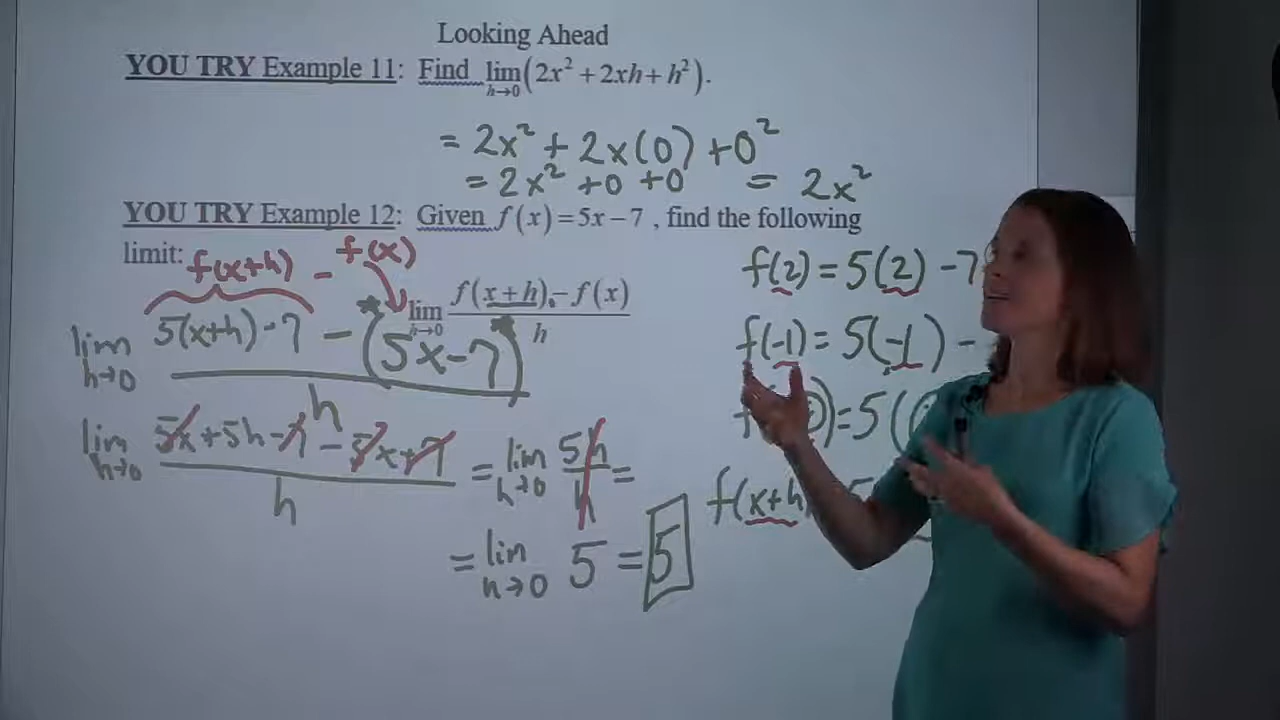 Looking Ahead
YOU TRY Example 11: Find lim h→0 (2x² + 2xh + h²).
= 2x² + 2x(0) + 0²
= 2x² + 0 + 0 = 2x²
YOU TRY Example 12: Given f(x) = 5x − 7, find the following
limit:
f(x+h) − f(x)
lim h→0 (f(x+h) − f(x)) / h
lim h→0 (5(x+h) − 7 − (5x − 7)) / h
lim h→0 (5x + 5h − 7 − 5x + 7) / h = lim h→0 5h / h =
= lim h→0 5 = 5
f(2) = 5(2) − 7
f(-1) = 5(-1) −
) = 5(
f(x+h)